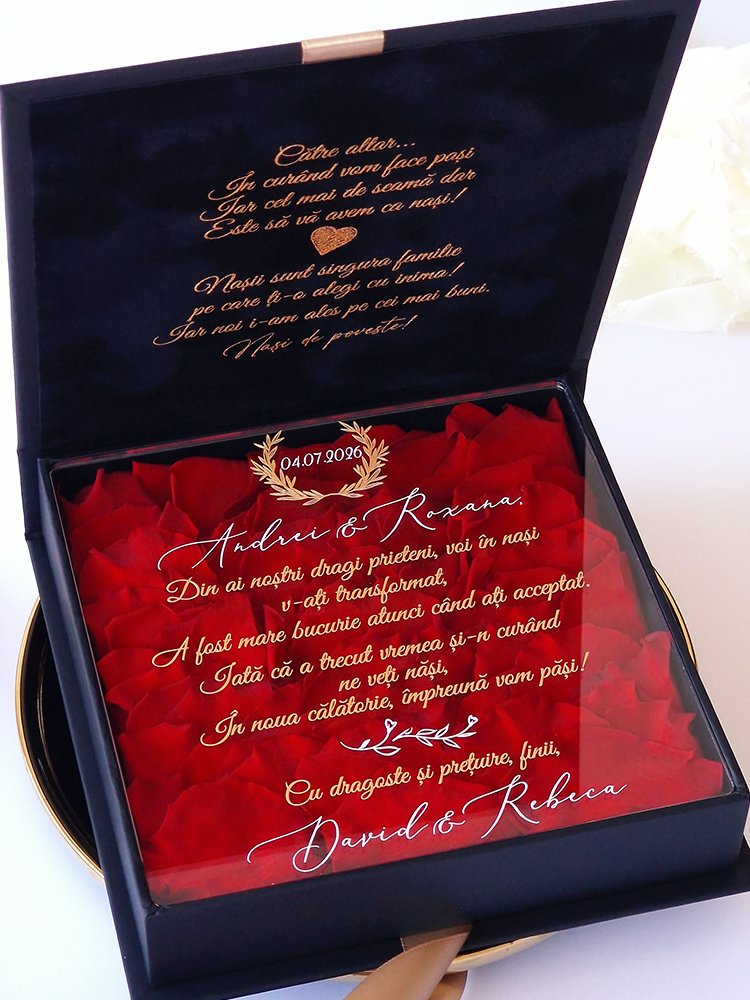 Către altar...
În curând vom face pași
Iar cel mai de seamă dar
Este să vă avem ca nași!
Nașii sunt singura familie
pe care ți-o alegi cu inima!
Iar noi i-am ales pe cei mai buni.
Nași de poveste!
04.07.2026
Andrei & Roxana,
Din ai noștri dragi prieteni, voi în nași
v-ați transformat,
A fost mare bucurie atunci când ați acceptat.
Iată că a trecut vremea și-n curând
ne veți năși,
În noua călătorie, împreună vom păși!
Cu dragoste și prețuire, finii,
David & Rebeca